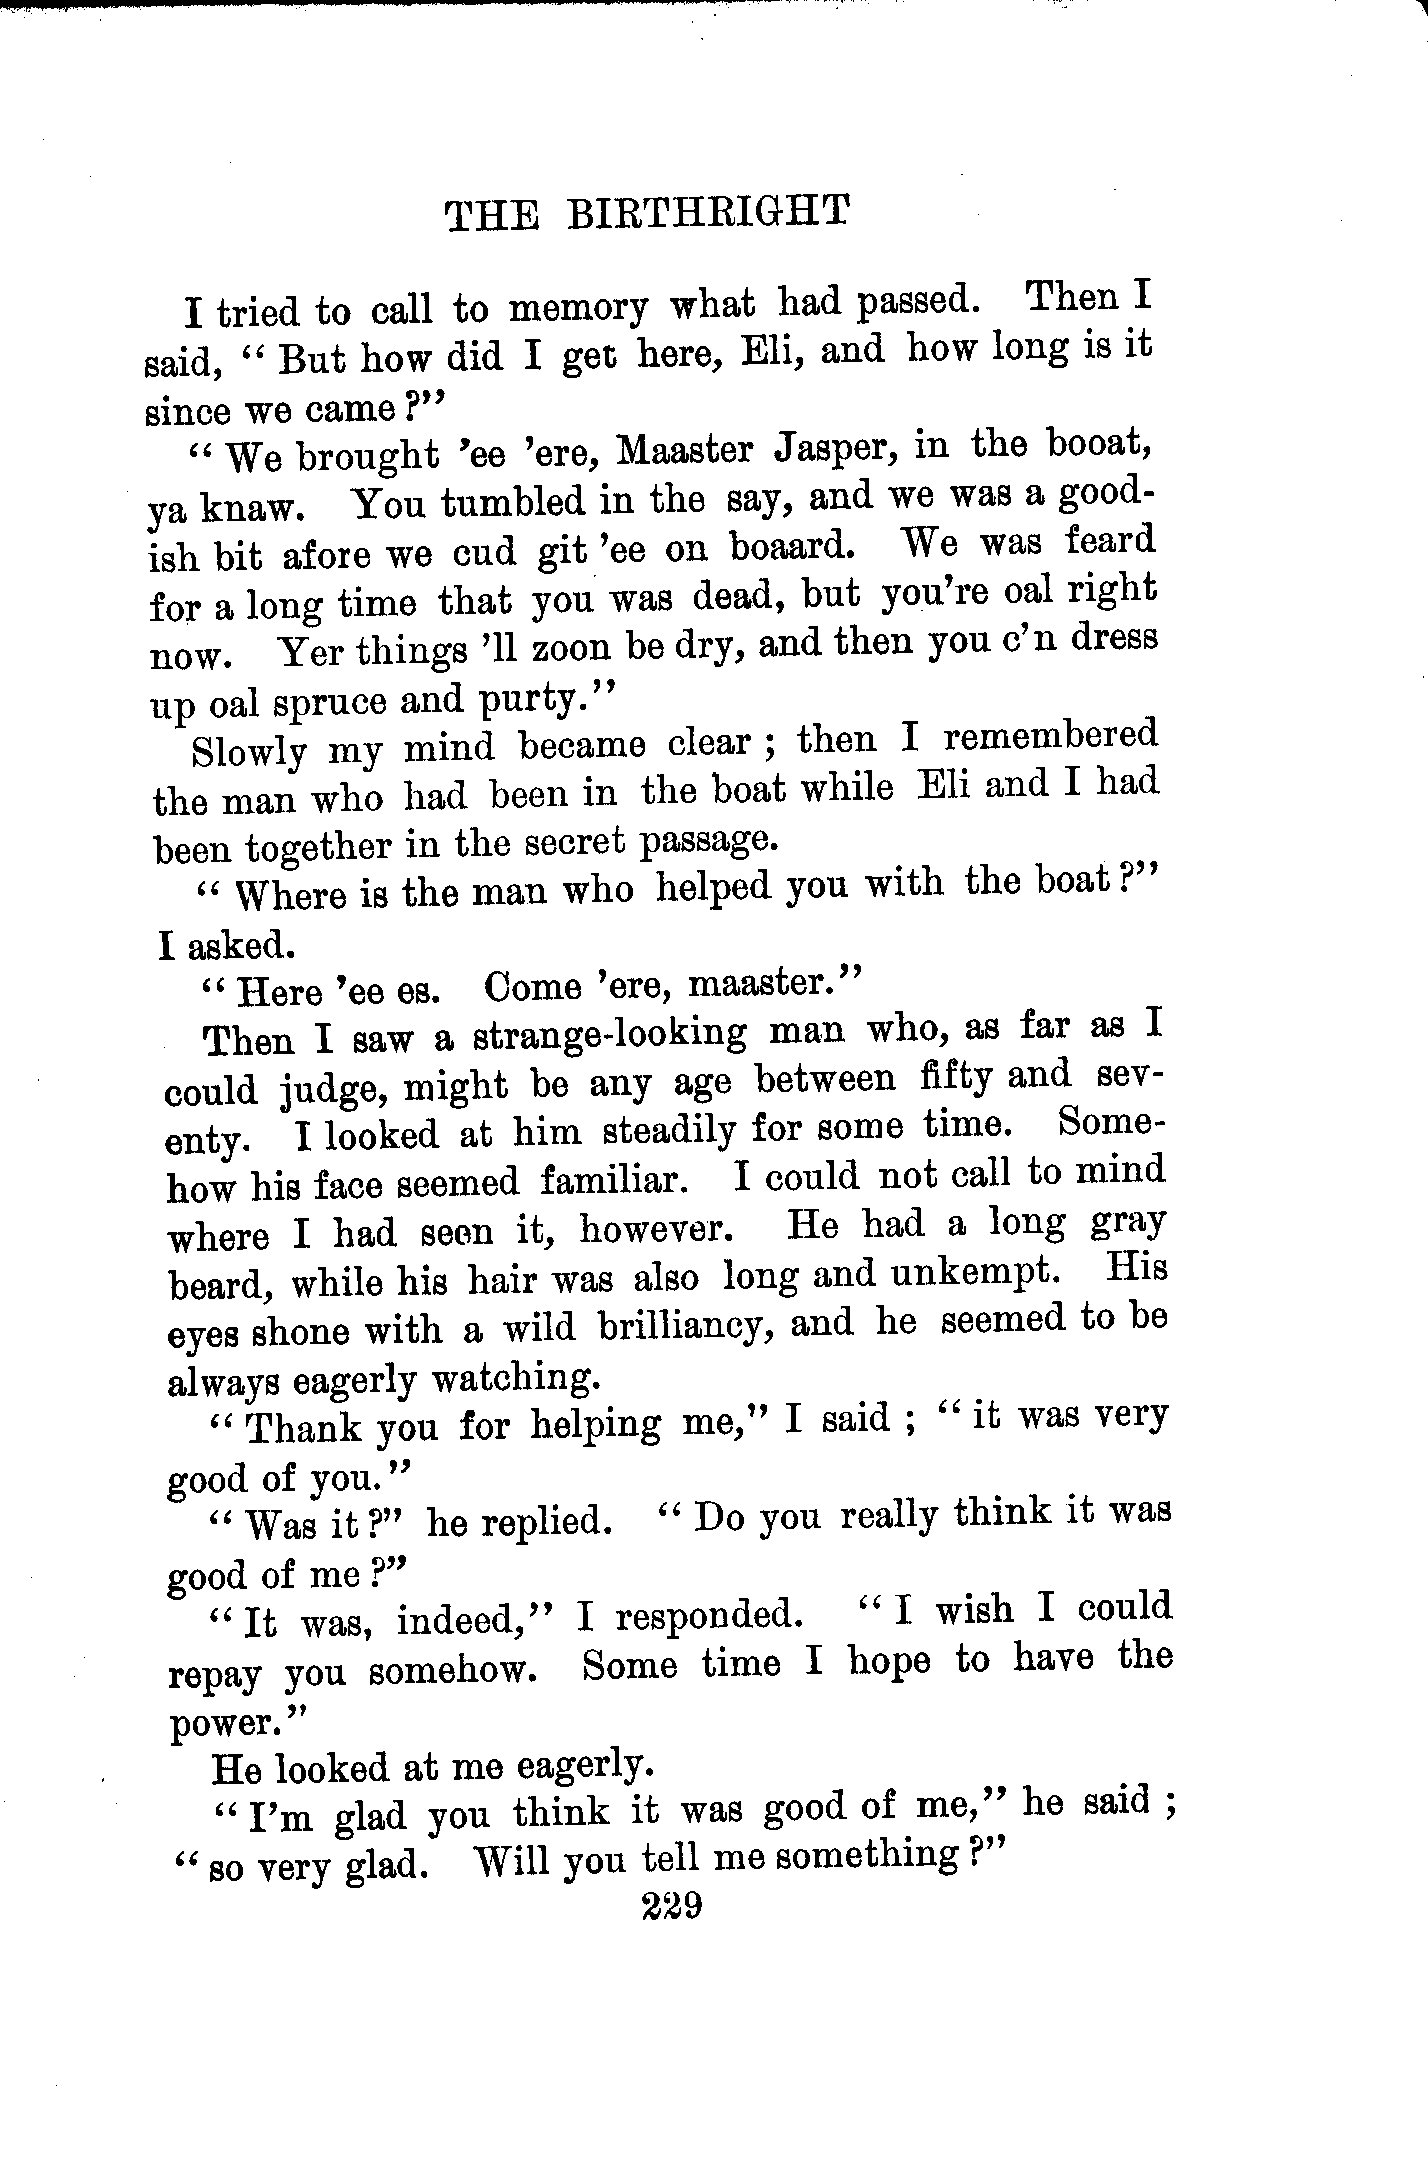 THE BIRTHRIGHT
I tried to call to memory what had passed. Then I
said, “ But how did I get here, Eli, and how long is it
since we came ?”
“ We brought ’ee ’ere, Maaster Jasper, in the booat,
ya knaw. You tumbled in the say, and we was a good-
ish bit afore we cud git ’ee on boaard. We was feard
for a long time that you was dead, but you’re oal right
now. Yer things ’ll zoon be dry, and then you c’n dress
up oal spruce and purty.”
Slowly my mind became clear ; then I remembered
the man who had been in the boat while Eli and I had
been together in the secret passage.
“ Where is the man who helped you with the boat ?”
I asked.
“ Here ’ee es. Come ’ere, maaster.”
Then I saw a strange-looking man who, as far as I
could judge, might be any age between fifty and sev-
enty. I looked at him steadily for some time. Some-
how his face seemed familiar. I could not call to mind
where I had seen it, however. He had a long gray
beard, while his hair was also long and unkempt. His
eyes shone with a wild brilliancy, and he seemed to be
always eagerly watching.
“ Thank you for helping me,” I said ; “ it was very
good of you.”
“ Was it ?” he replied. “ Do you really think it was
good of me ?”
“ It was, indeed,” I responded. “ I wish I could
repay you somehow. Some time I hope to have the
power.”
He looked at me eagerly.
“ I’m glad you think it was good of me,” he said ;
“ so very glad. Will you tell me something ?”
229